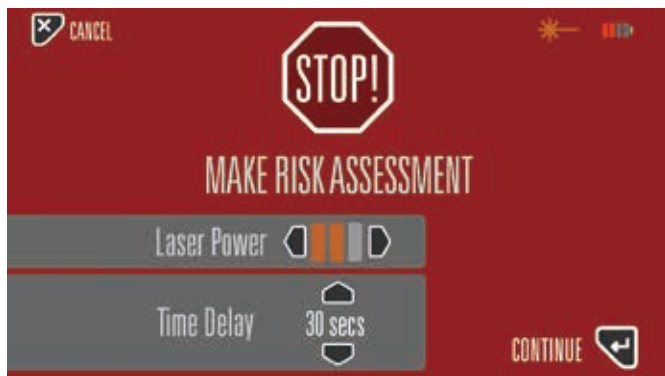 CANCEL
STOP!
MAKE RISK ASSESSMENT
Laser Power
Time Delay
30 secs
CONTINUE